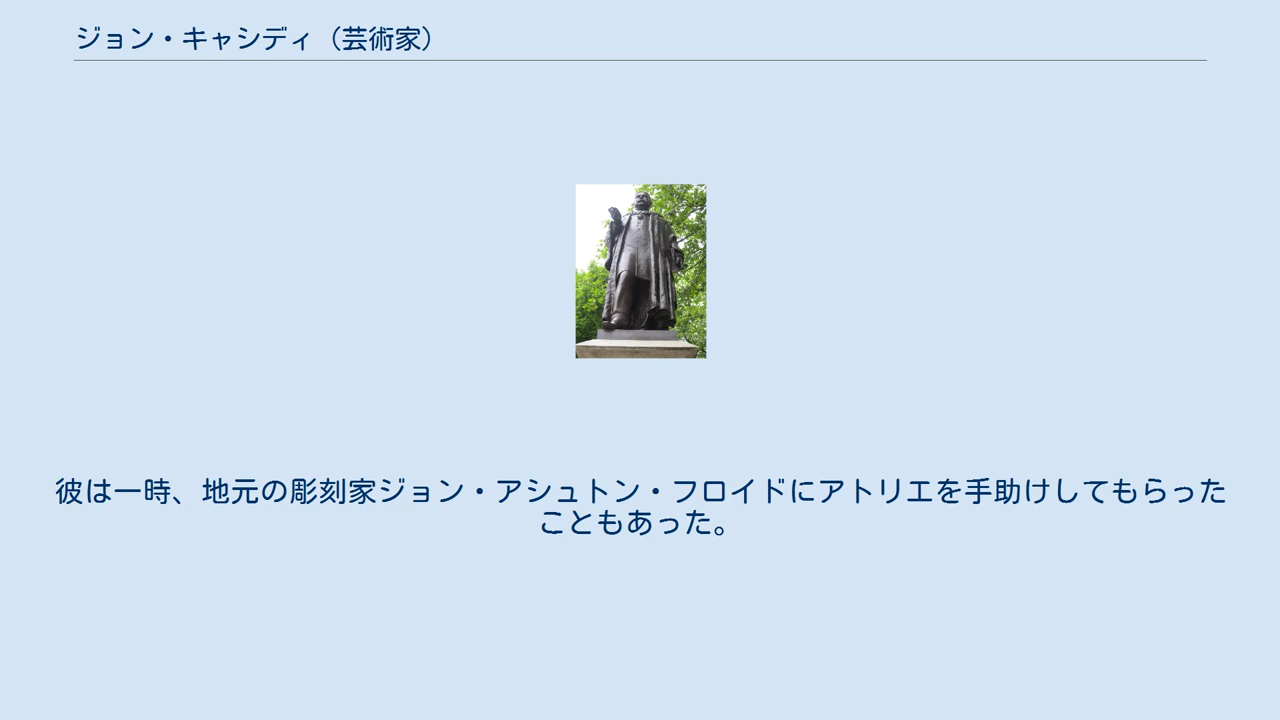 ジョン・キャシディ（芸術家）
彼は一時、地元の彫刻家ジョン・アシュトン・フロイドにアトリエを手助けしてもらった
こともあった。